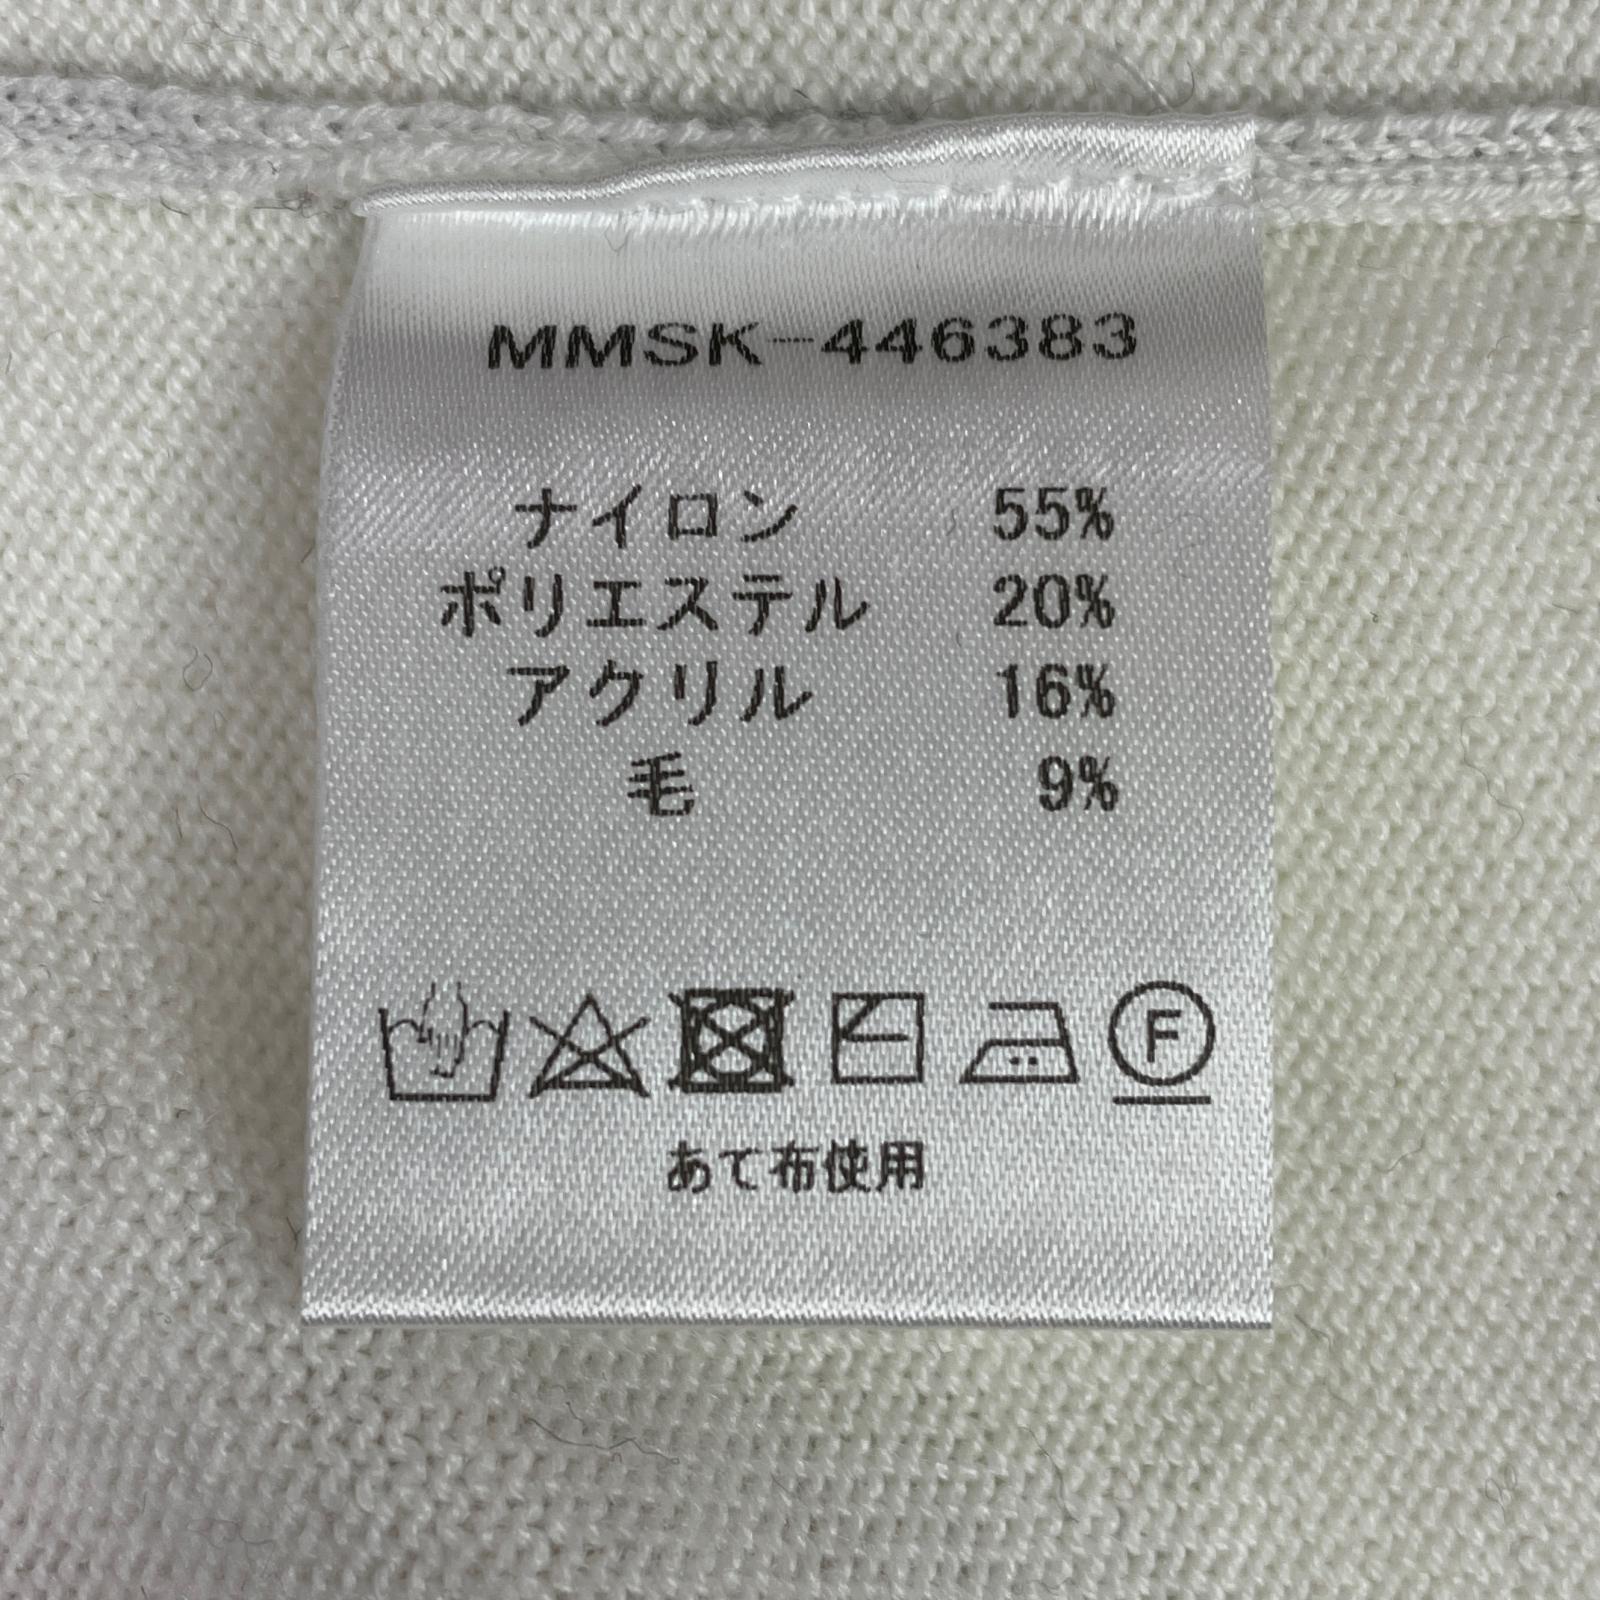 MMSK-446383
ナイロン 55%
ポリエステル 20%
アクリル 16%
毛 9%
F
あて布使用